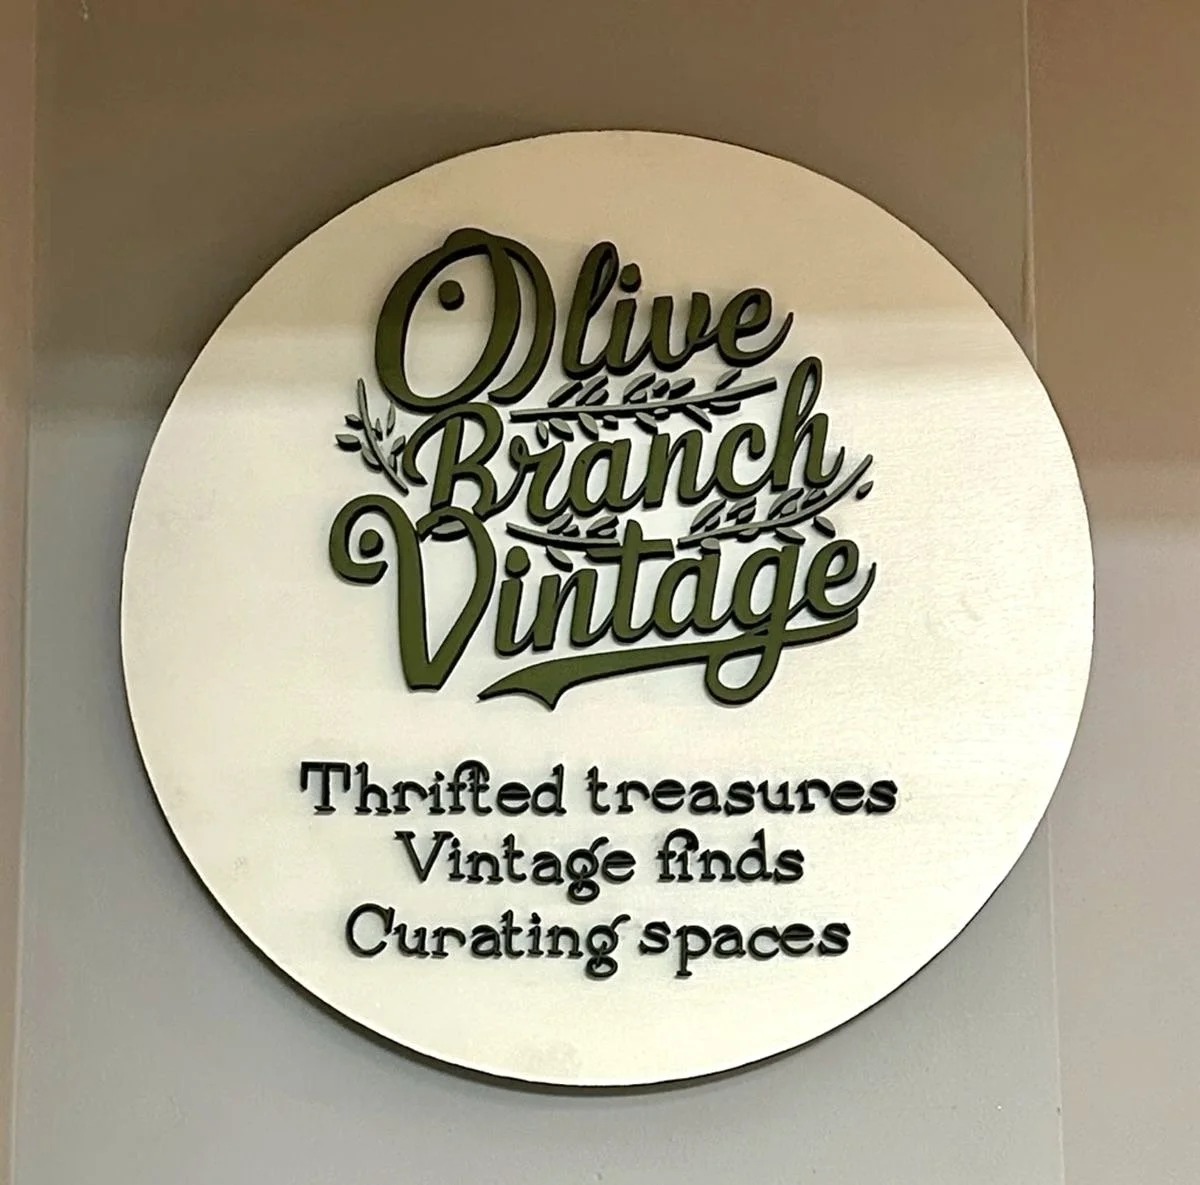 Olive
Branch
Vintage
Thrifted treasures
Vintage finds
Curating spaces